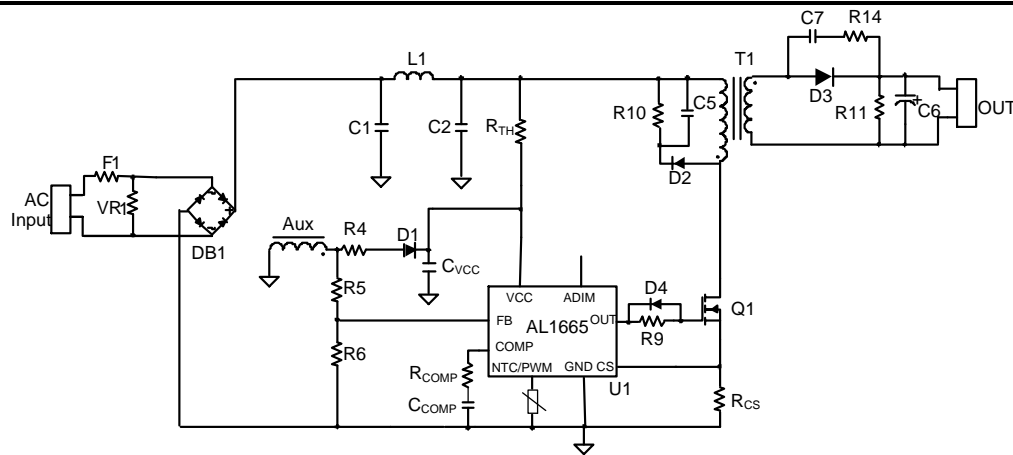 C7
R14
L1
T1
D3
R10
C5
R11
C6
OUT
C1
C2
RTH
D2
F1
AC
Input
VR1
DB1
Aux
R4
D1
CVCC
R5
VCC
ADIM
D4
Q1
FB
AL1665
OUT
R9
R6
COMP
NTC/PWM
GND
CS
U1
RCOMP
CCOMP
RCS